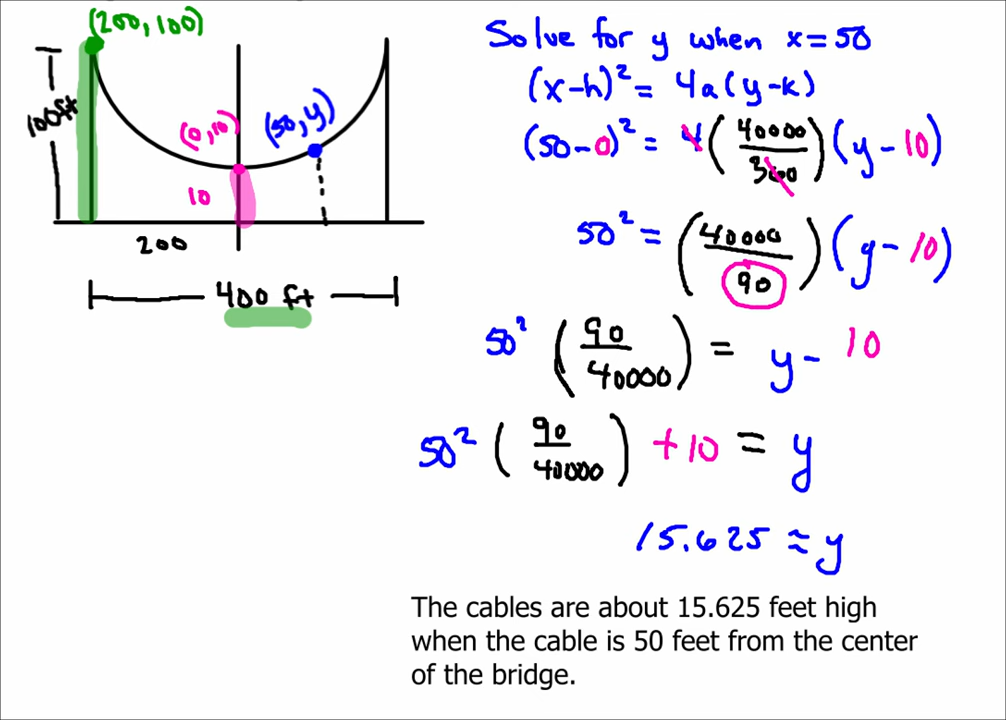 (200, 100)
100ft
(0, 10)
(50, y)
10
200
400 ft
Solve for y when x = 50
(x-h)² = 4a(y-k)
(50-0)² = 4(40000/360)(y-10)
50² = (40000/90)(y-10)
50² (90/40000) = y-10
50² (90/40000) +10 = y
15.625 ≈ y
The cables are about 15.625 feet high
when the cable is 50 feet from the center
of the bridge.